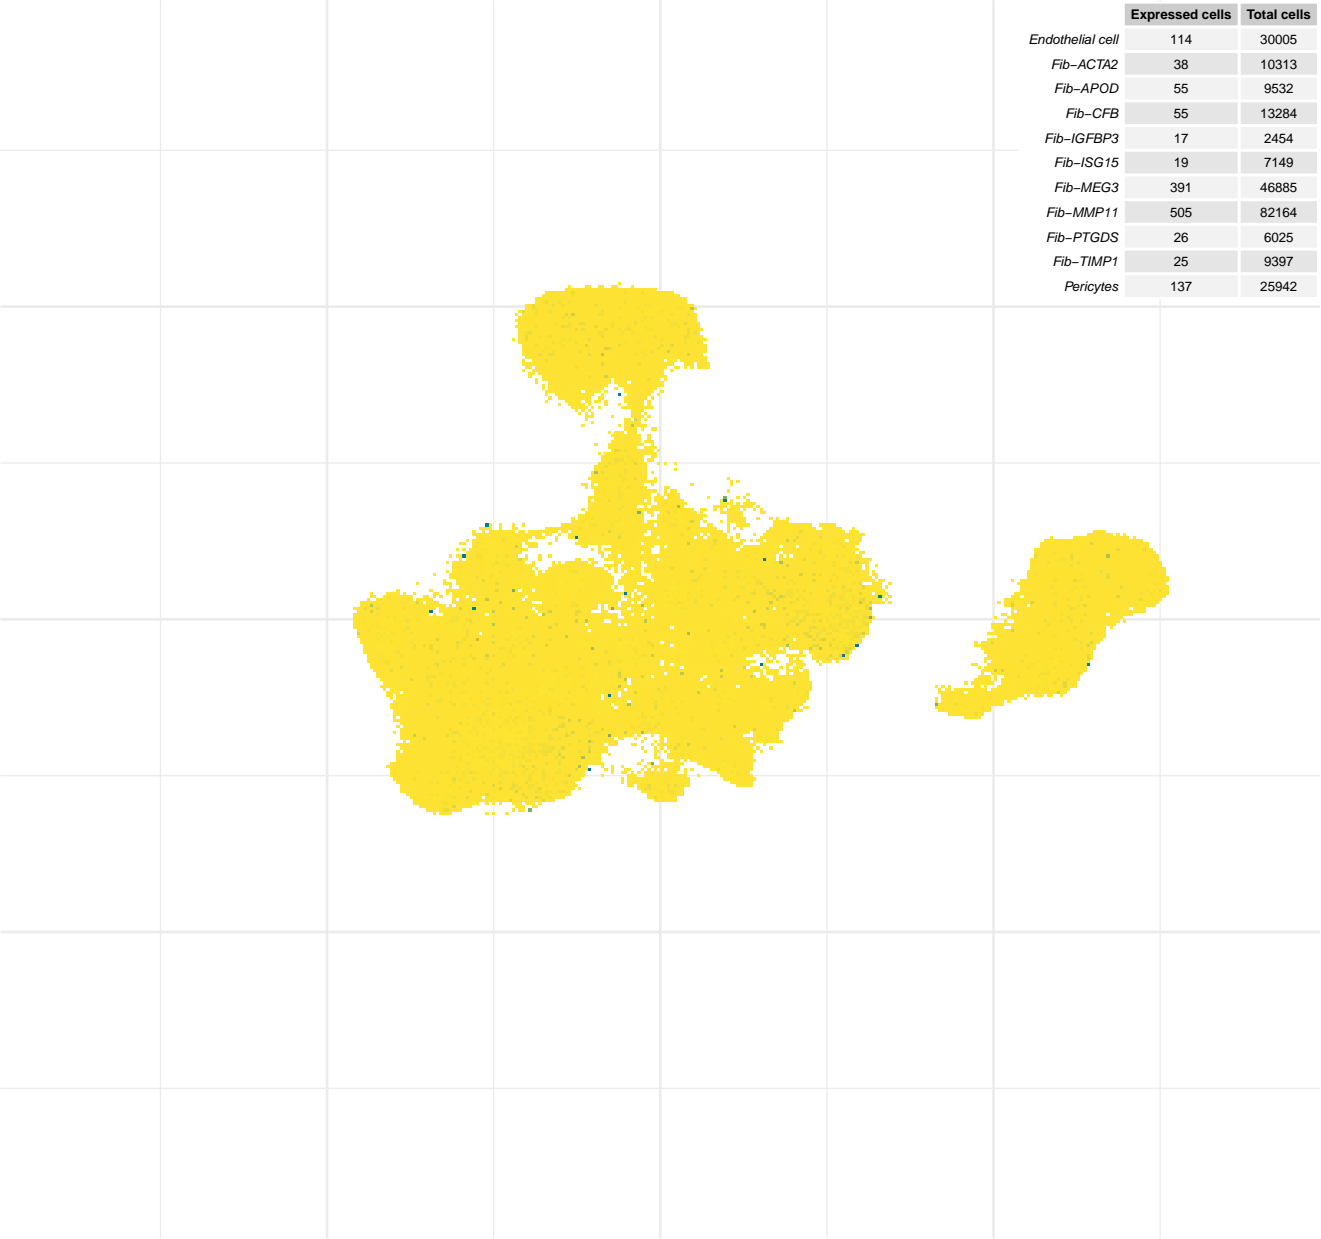 Expressed cells Total cells
Endothelial cell 114 30005
Fib−ACTA2 38 10313
Fib−APOD 55 9532
Fib−CFB 55 13284
Fib−IGFBP3 17 2454
Fib−ISG15 19 7149
Fib−MEG3 391 46885
Fib−MMP11 505 82164
Fib−PTGDS 26 6025
Fib−TIMP1 25 9397
Pericytes 137 25942